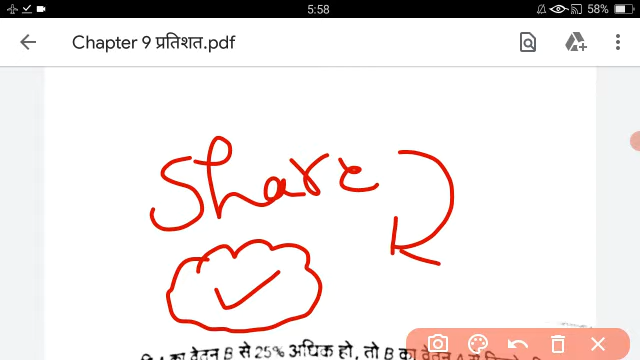 5:58
58%
Chapter 9 प्रतिशत.pdf
Share
का वेतन B से 25% अधिक हो, तो B का वेतन A